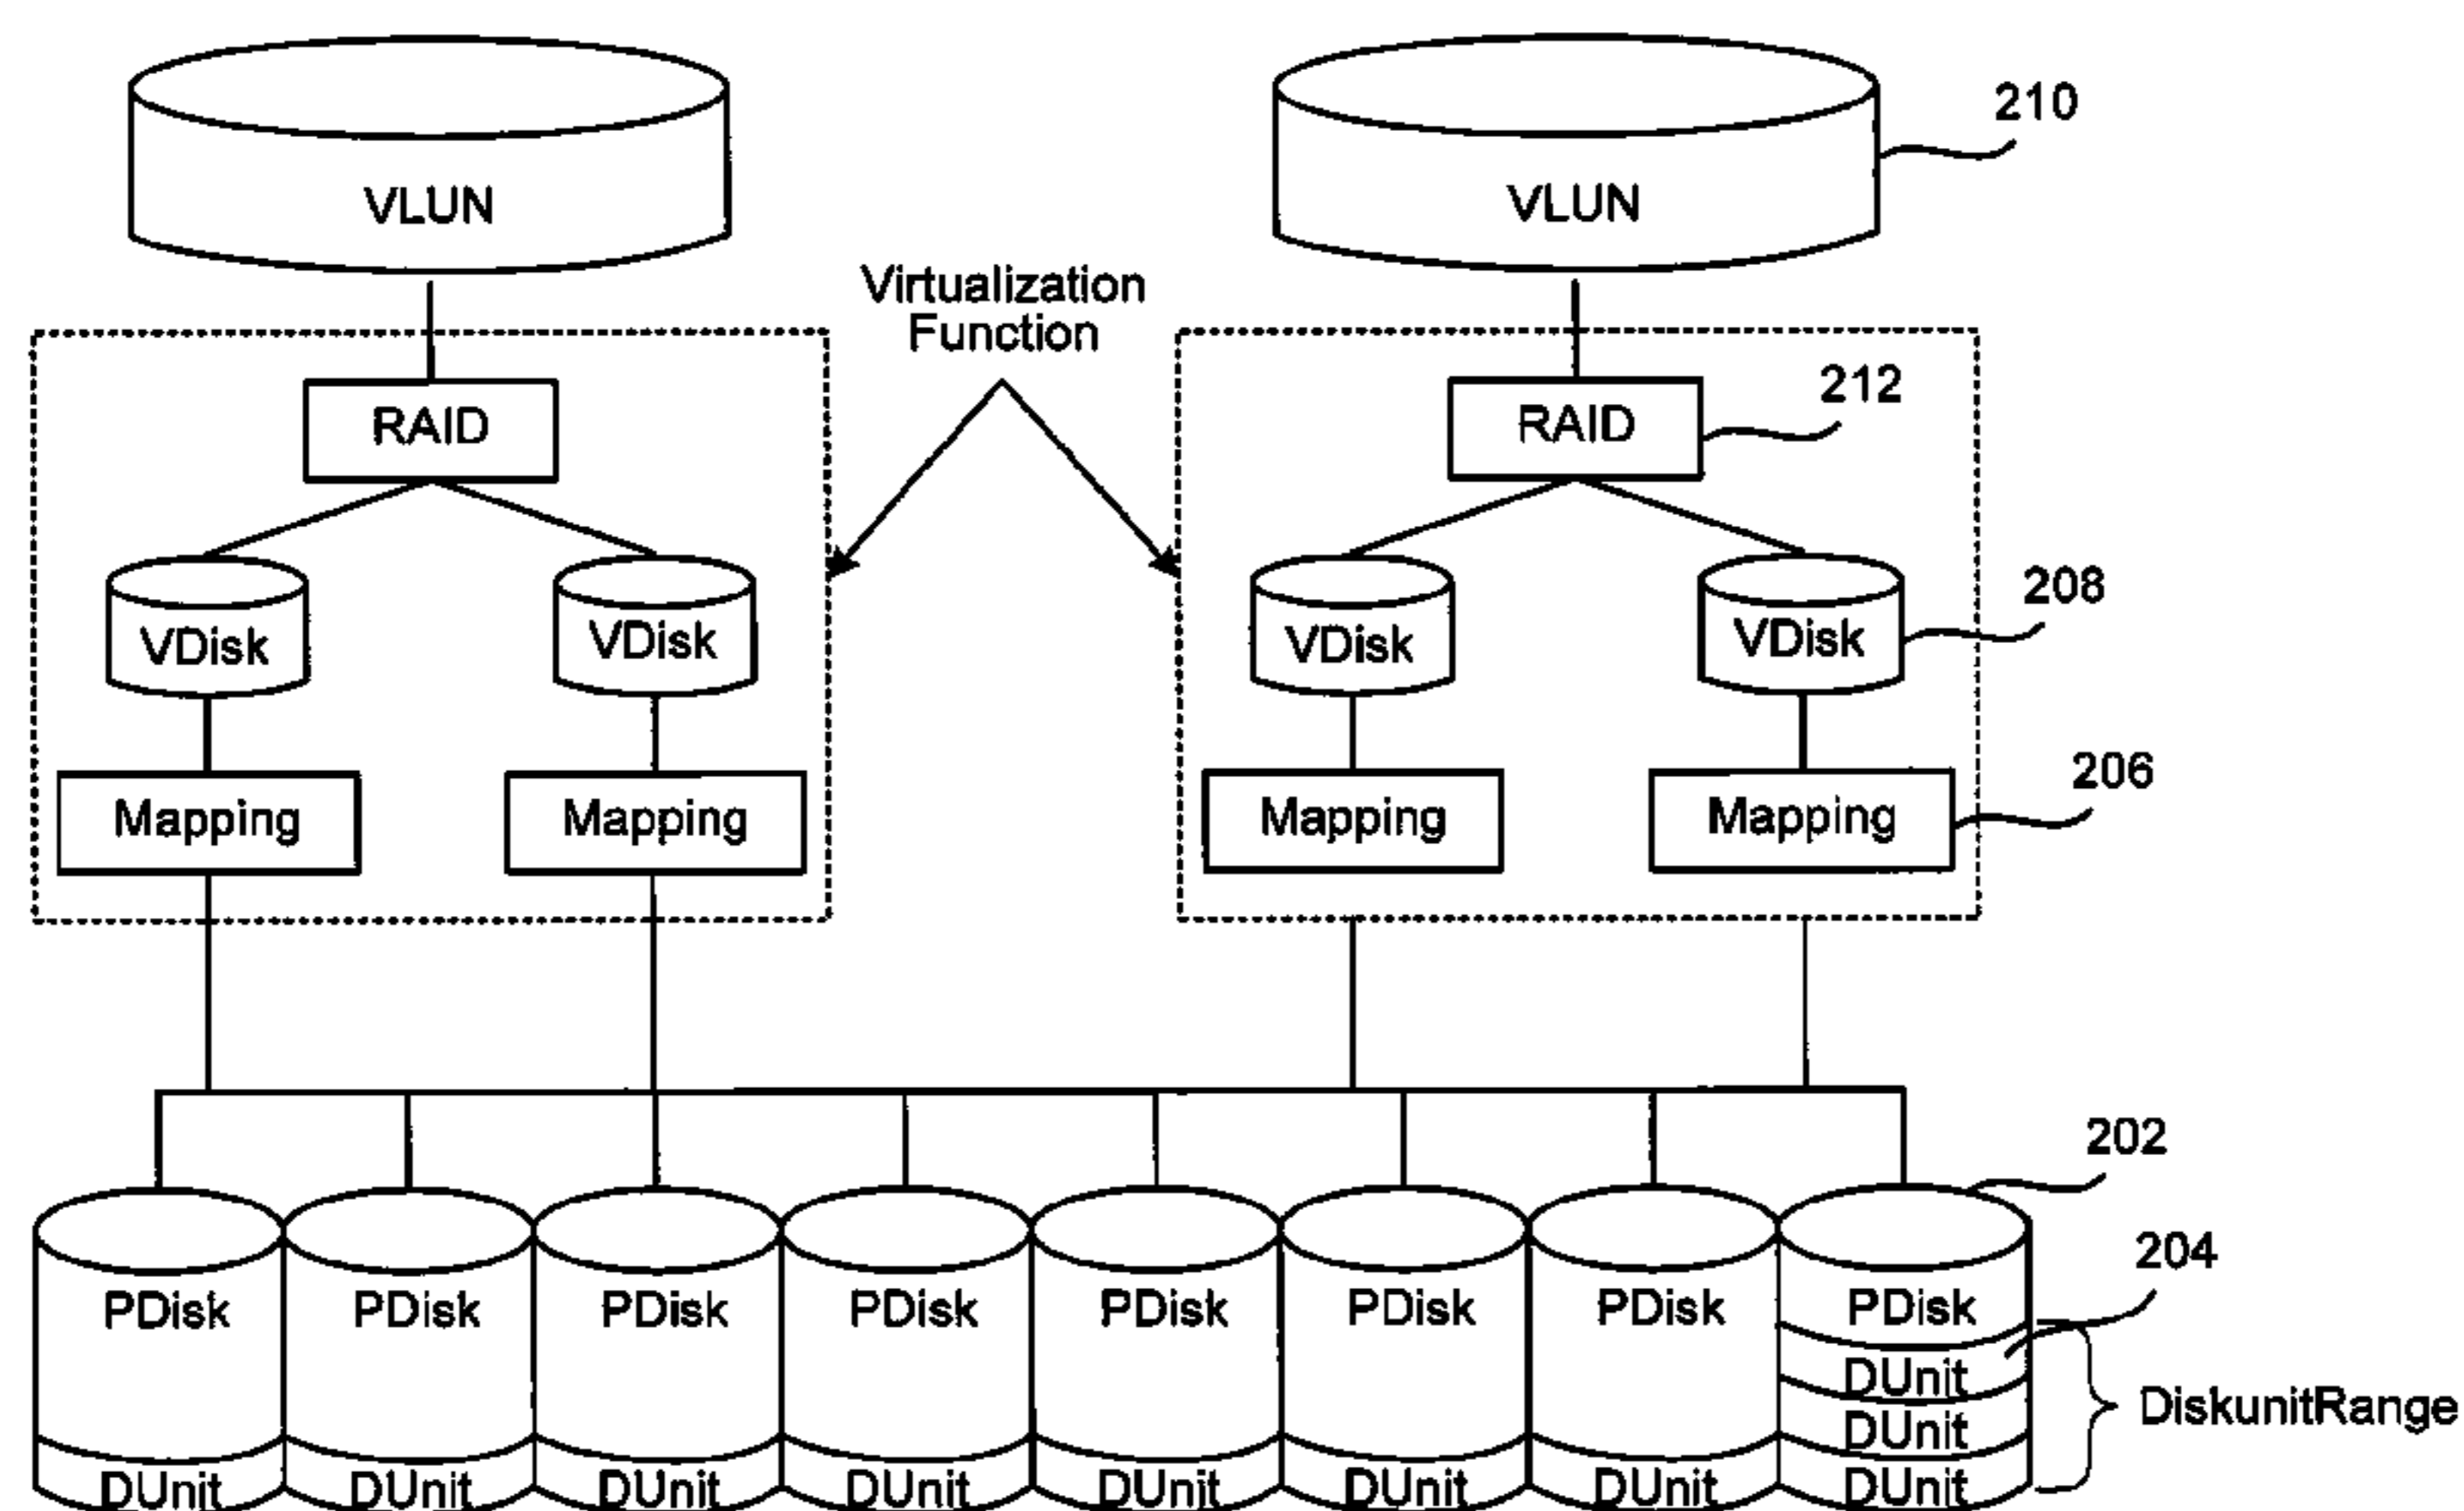 210
VLUN
VLUN
Virtualization
Function
212
RAID
RAID
208
VDisk
VDisk
VDisk
VDisk
206
Mapping
Mapping
Mapping
Mapping
202
204
PDisk
PDisk
PDisk
PDisk
PDisk
PDisk
PDisk
PDisk
DUnit
DiskunitRange
DUnit
DUnit
DUnit
DUnit
DUnit
DUnit
DUnit
DUnit
DUnit